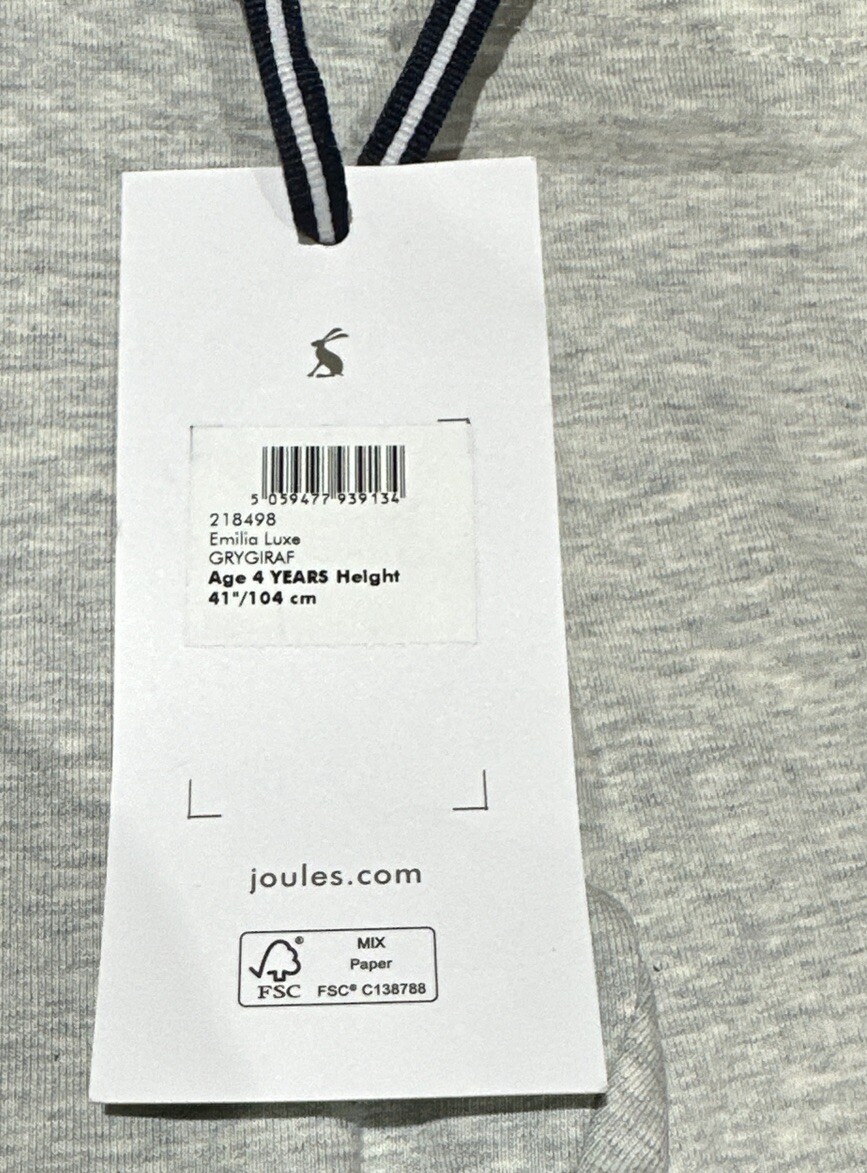 5 059477 939134
218498
Emilia Luxe
GRYGIRAF
Age 4 YEARS Height
41"/104 cm
joules.com
MIX
Paper
FSC® C138788
®
FSC